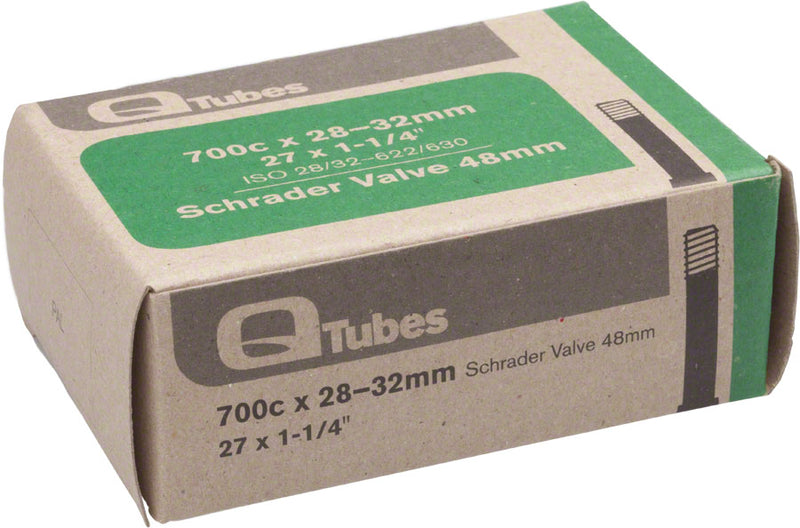 Q Tubes
700c x 28–32mm
27 x 1-1/4"
ISO 28/32–622/630
Schrader Valve 48mm
Q Tubes
700c x 28–32mm Schrader Valve 48mm
27 x 1-1/4"